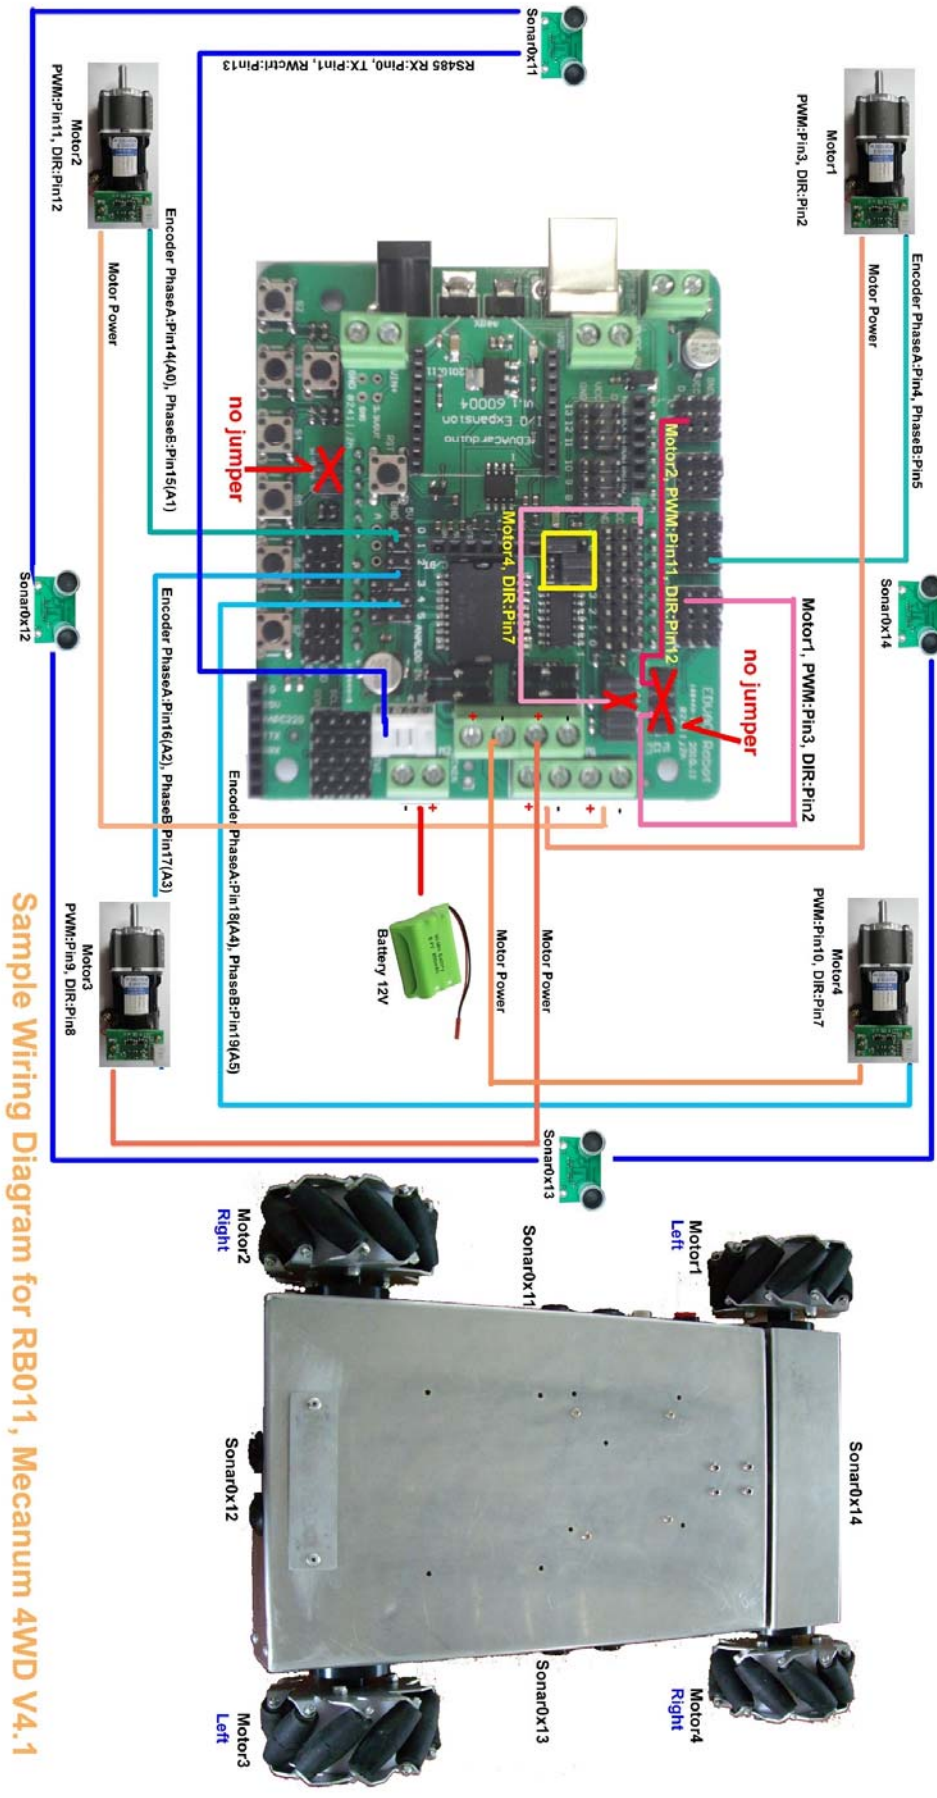 Sonar0x11
RS485 RX:Pin0, TX:Pin1, RWctrl:Pin13
Motor1
PWM:Pin3, DIR:Pin2
Encoder PhaseA:Pin4, PhaseB:Pin5
Motor Power
Motor2
PWM:Pin11, DIR:Pin12
Encoder PhaseA:Pin14(A0), PhaseB:Pin15(A1)
Motor Power
no jumper
Motor2, PWM:Pin11, DIR:Pin12
Motor4, DIR:Pin7
no jumper
Motor1, PWM:Pin3, DIR:Pin2
I/O Expansion
Sonar0x12
Sonar0x14
Encoder PhaseA:Pin16(A2), PhaseB:Pin17(A3)
Encoder PhaseA:Pin18(A4), PhaseB:Pin19(A5)
+ - + -
+ - + -
- +
Motor3
PWM:Pin9, DIR:Pin8
Battery 12V
Motor Power
Motor Power
Motor4
PWM:Pin10, DIR:Pin7
Sonar0x13
Motor2
Right
Sonar0x11
Motor1
Left
Sonar0x12
Sonar0x14
Motor3
Left
Sonar0x13
Motor4
Right
Sample Wiring Diagram for RB011, Mecanum 4WD V4.1